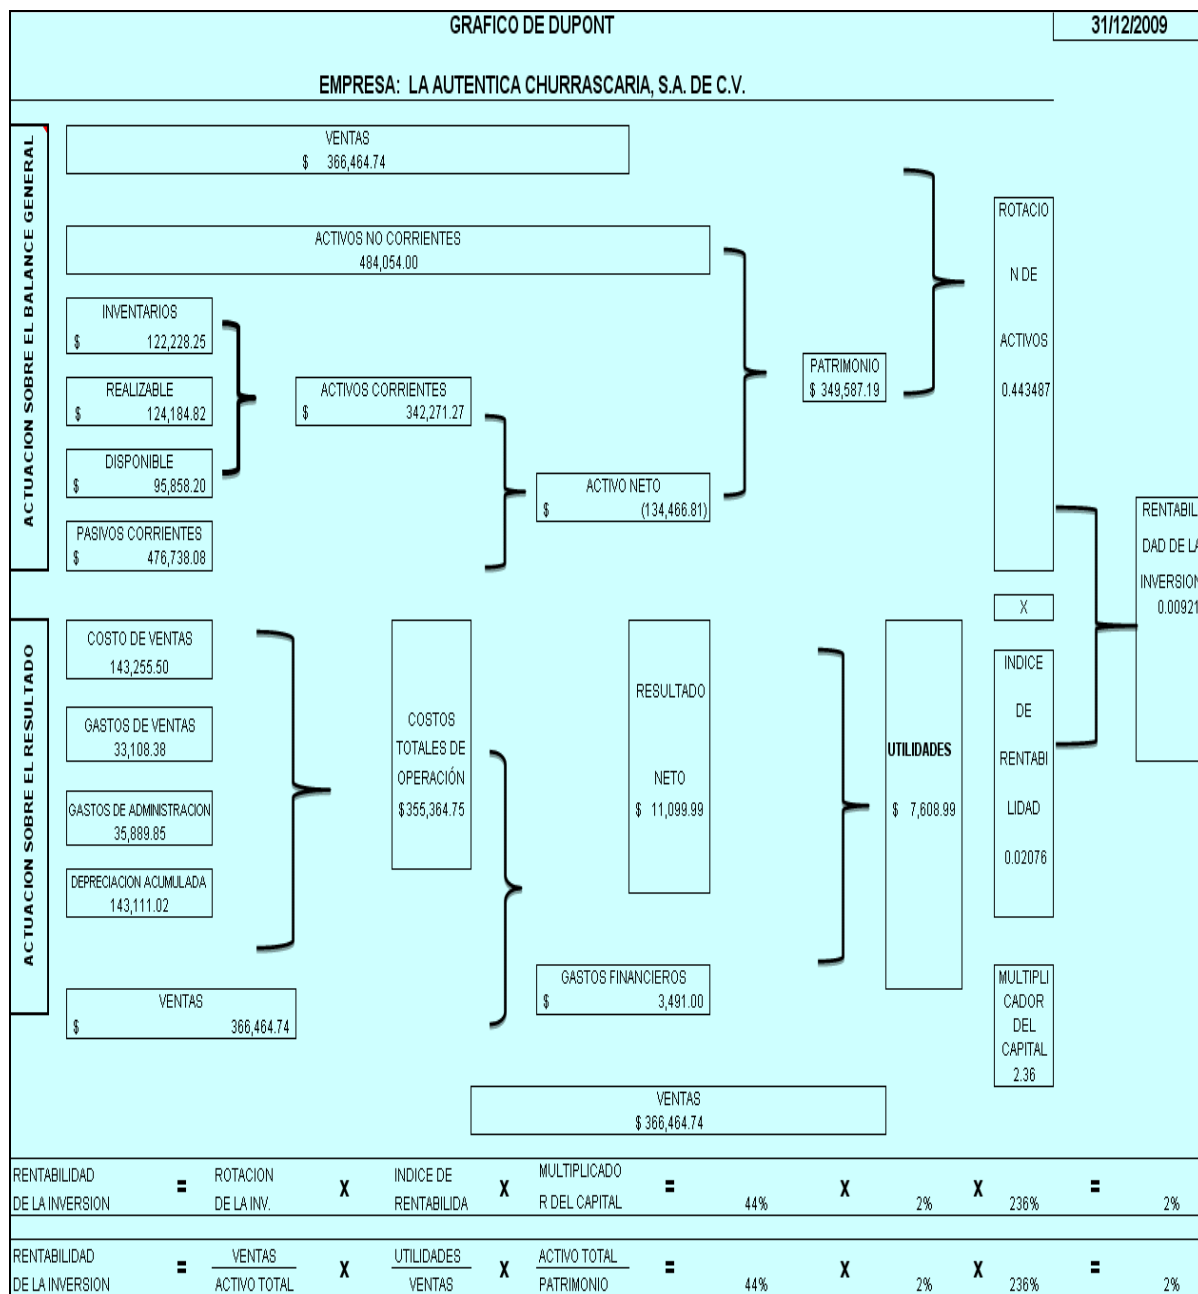 GRAFICO DE DUPONT
31/12/2009
EMPRESA: LA AUTENTICA CHURRASCARIA, S.A. DE C.V.
ACTUACION SOBRE EL BALANCE GENERAL
VENTAS
$ 366,464.74
ACTIVOS NO CORRIENTES
484,054.00
INVENTARIOS
$ 122,228.25
REALIZABLE
$ 124,184.82
DISPONIBLE
$ 95,858.20
PASIVOS CORRIENTES
$ 476,738.08
ACTIVOS CORRIENTES
$ 342,271.27
ACTIVO NETO
$ (134,466.81)
PATRIMONIO
$ 349,587.19
ROTACIO
N DE
ACTIVOS
0.443487
RENTABILI
DAD DE LA
INVERSION
0.00921
X
ACTUACION SOBRE EL RESULTADO
COSTO DE VENTAS
143,255.50
GASTOS DE VENTAS
33,108.38
GASTOS DE ADMINISTRACION
35,889.85
DEPRECIACION ACUMULADA
143,111.02
VENTAS
$ 366,464.74
COSTOS
TOTALES DE
OPERACIÓN
$355,364.75
RESULTADO
NETO
$ 11,099.99
GASTOS FINANCIEROS
$ 3,491.00
UTILIDADES
$ 7,608.99
INDICE
DE
RENTABI
LIDAD
0.02076
MULTIPLI
CADOR
DEL
CAPITAL
2.36
VENTAS
$ 366,464.74
RENTABILIDAD
DE LA INVERSION
=
ROTACION
DE LA INV.
X
INDICE DE
RENTABILIDA
X
MULTIPLICADO
R DEL CAPITAL
= 44% X 2% X 236% = 2%
RENTABILIDAD
DE LA INVERSION
=
VENTAS
ACTIVO TOTAL
X
UTILIDADES
VENTAS
X
ACTIVO TOTAL
PATRIMONIO
= 44% X 2% X 236% = 2%